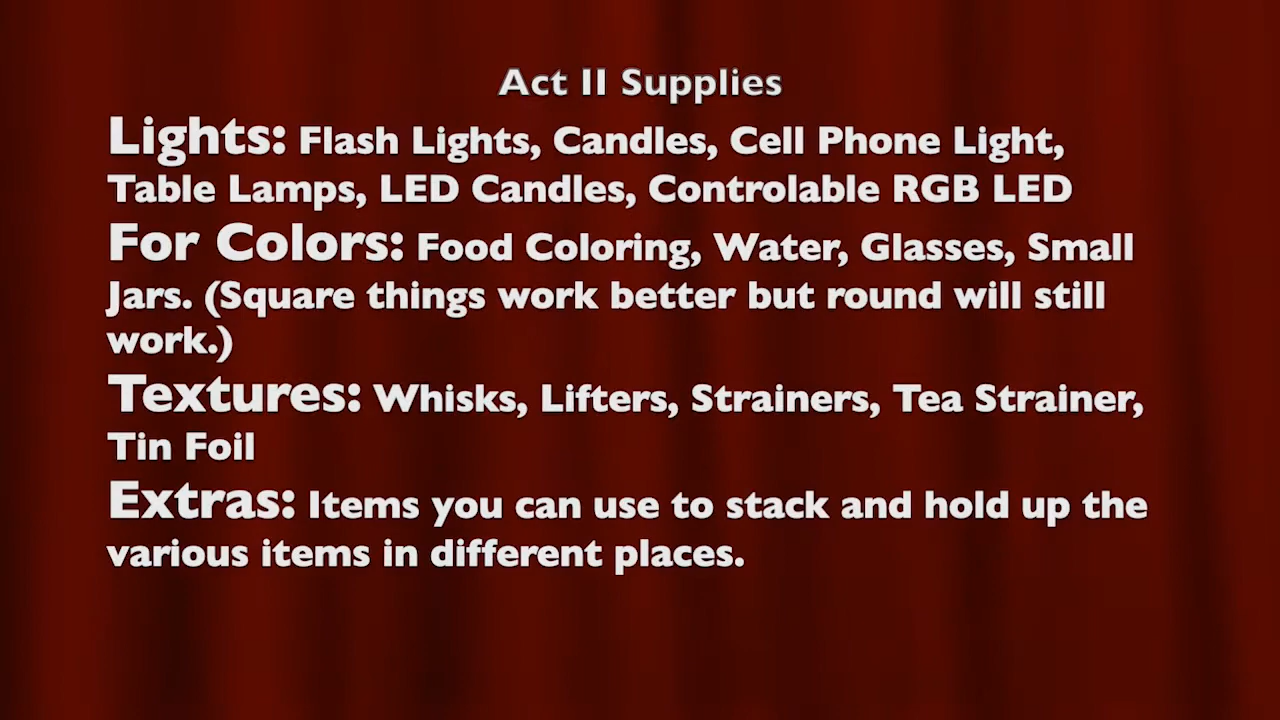 Act II Supplies
Lights: Flash Lights, Candles, Cell Phone Light,
Table Lamps, LED Candles, Controlable RGB LED
For Colors: Food Coloring, Water, Glasses, Small
Jars. (Square things work better but round will still
work.)
Textures: Whisks, Lifters, Strainers, Tea Strainer,
Tin Foil
Extras: Items you can use to stack and hold up the
various items in different places.